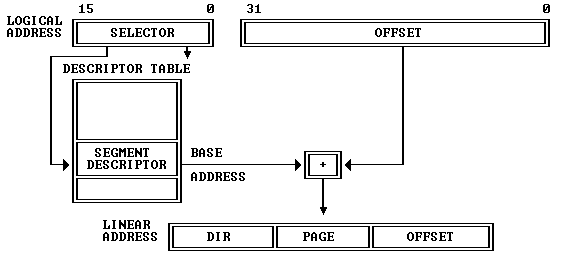 15 0 31 0
LOGICAL
ADDRESS
SELECTOR OFFSET
DESCRIPTOR TABLE
SEGMENT
DESCRIPTOR
BASE
+
ADDRESS
LINEAR
ADDRESS
DIR PAGE OFFSET